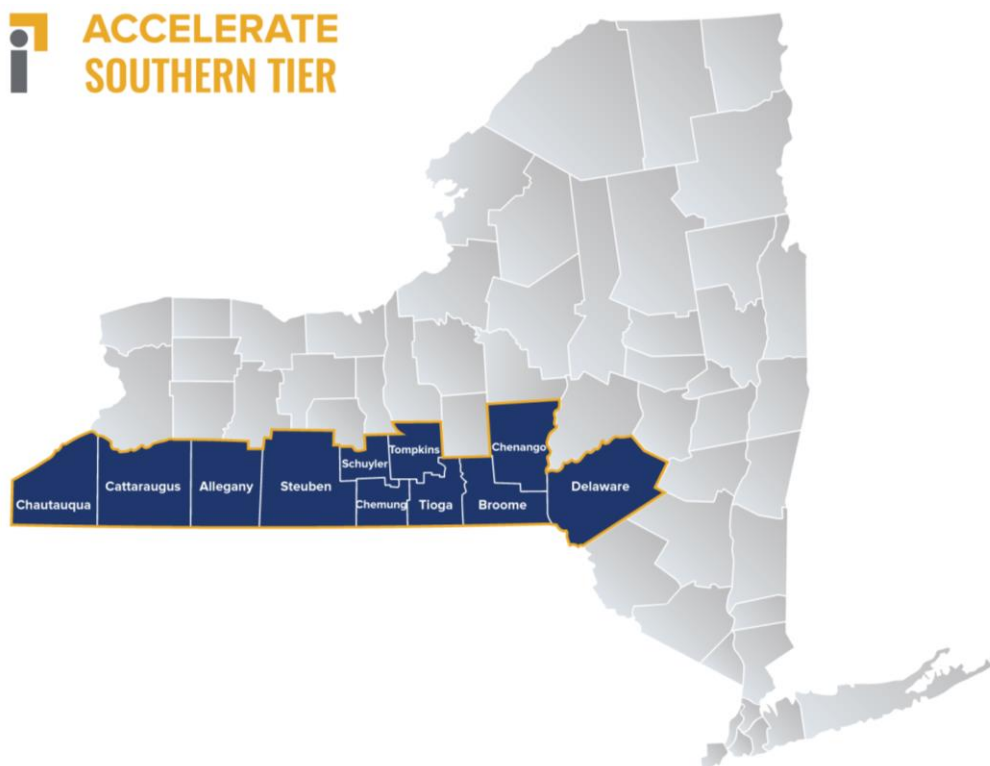 ACCELERATE
SOUTHERN TIER
Chenango
Tompkins
Schuyler
Cattaraugus
Allegany
Steuben
Delaware
Chautauqua
Chemung
Tioga
Broome